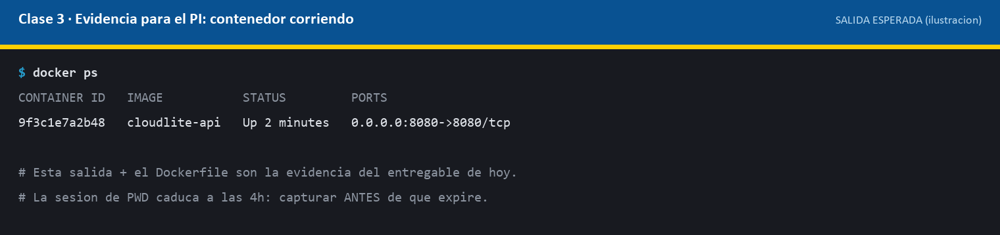 Clase 3 · Evidencia para el PI: contenedor corriendo
SALIDA ESPERADA (ilustracion)
$ docker ps
CONTAINER ID   IMAGE           STATUS         PORTS
9f3c1e7a2b48   cloudlite-api   Up 2 minutes   0.0.0.0:8080->8080/tcp
# Esta salida + el Dockerfile son la evidencia del entregable de hoy.
# La sesion de PWD caduca a las 4h: capturar ANTES de que expire.